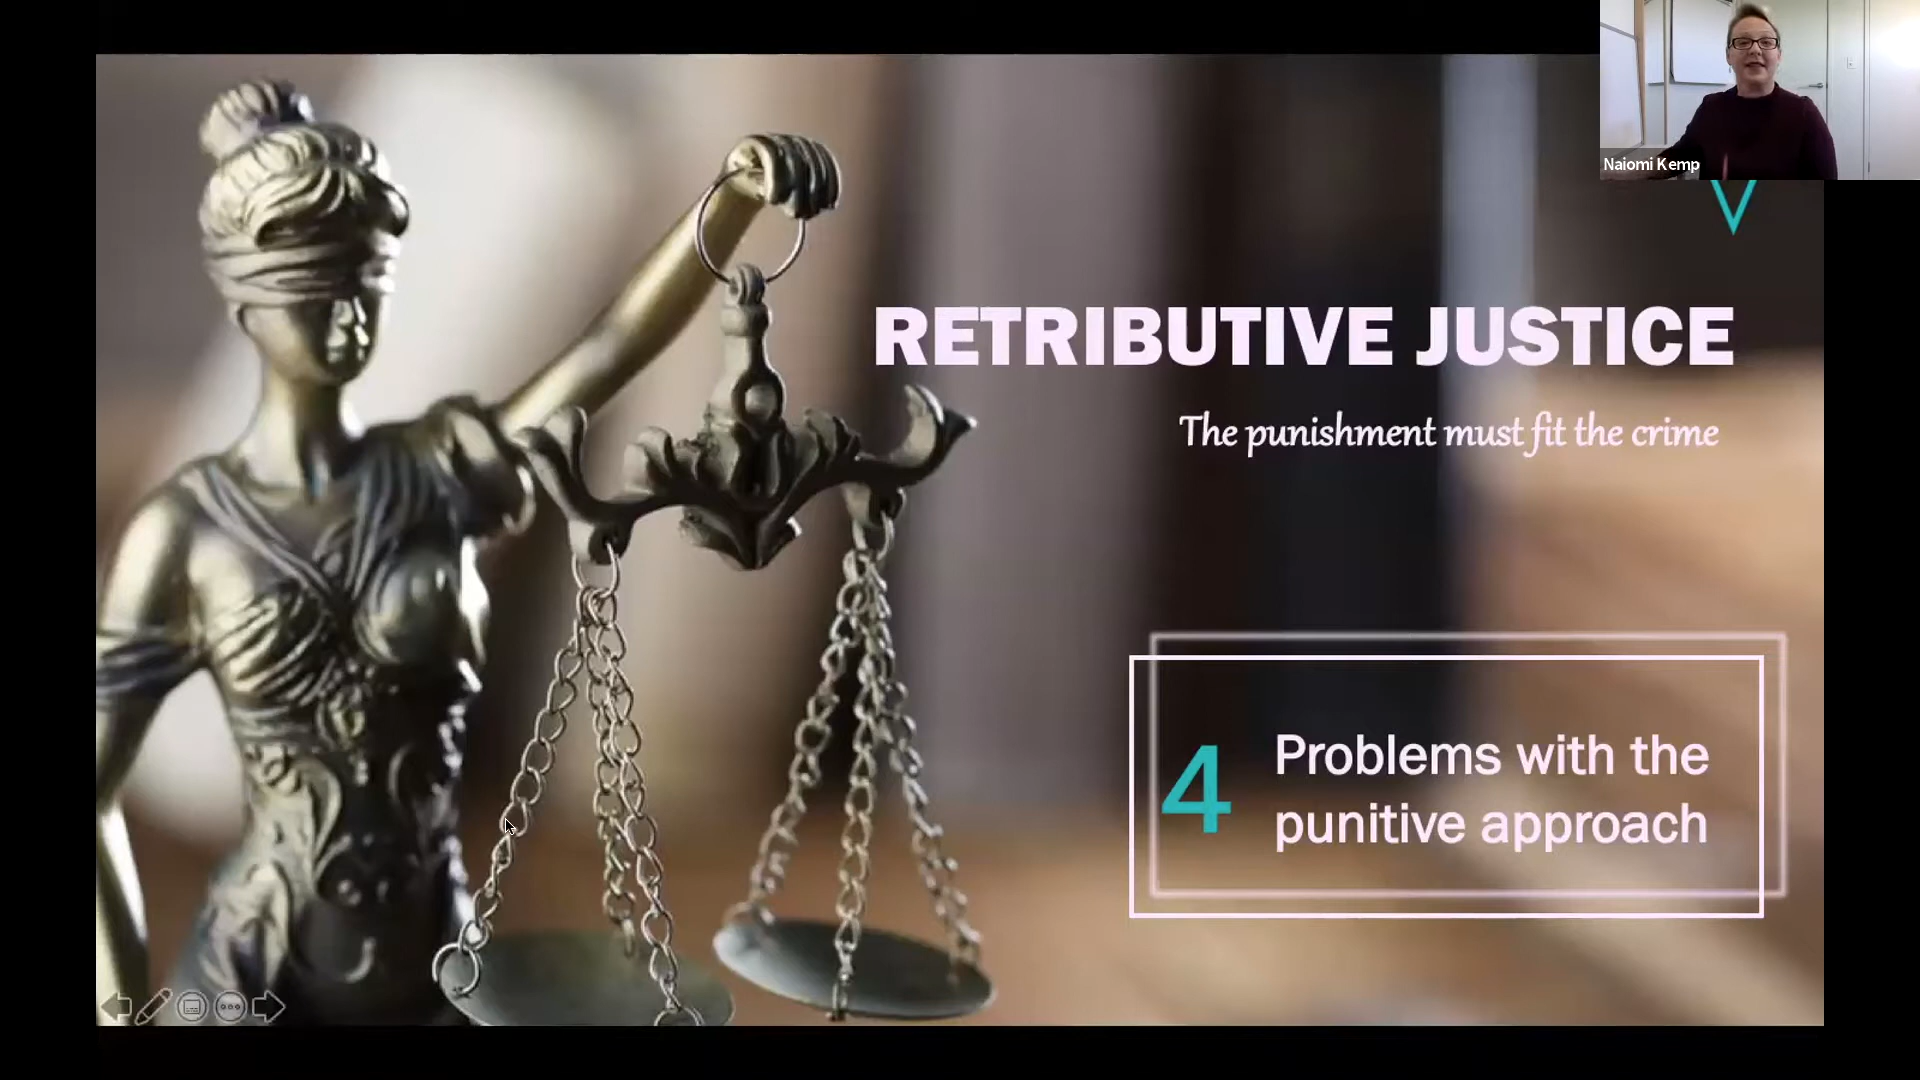 Naiomi Kemp
RETRIBUTIVE JUSTICE
The punishment must fit the crime
4
Problems with the
punitive approach